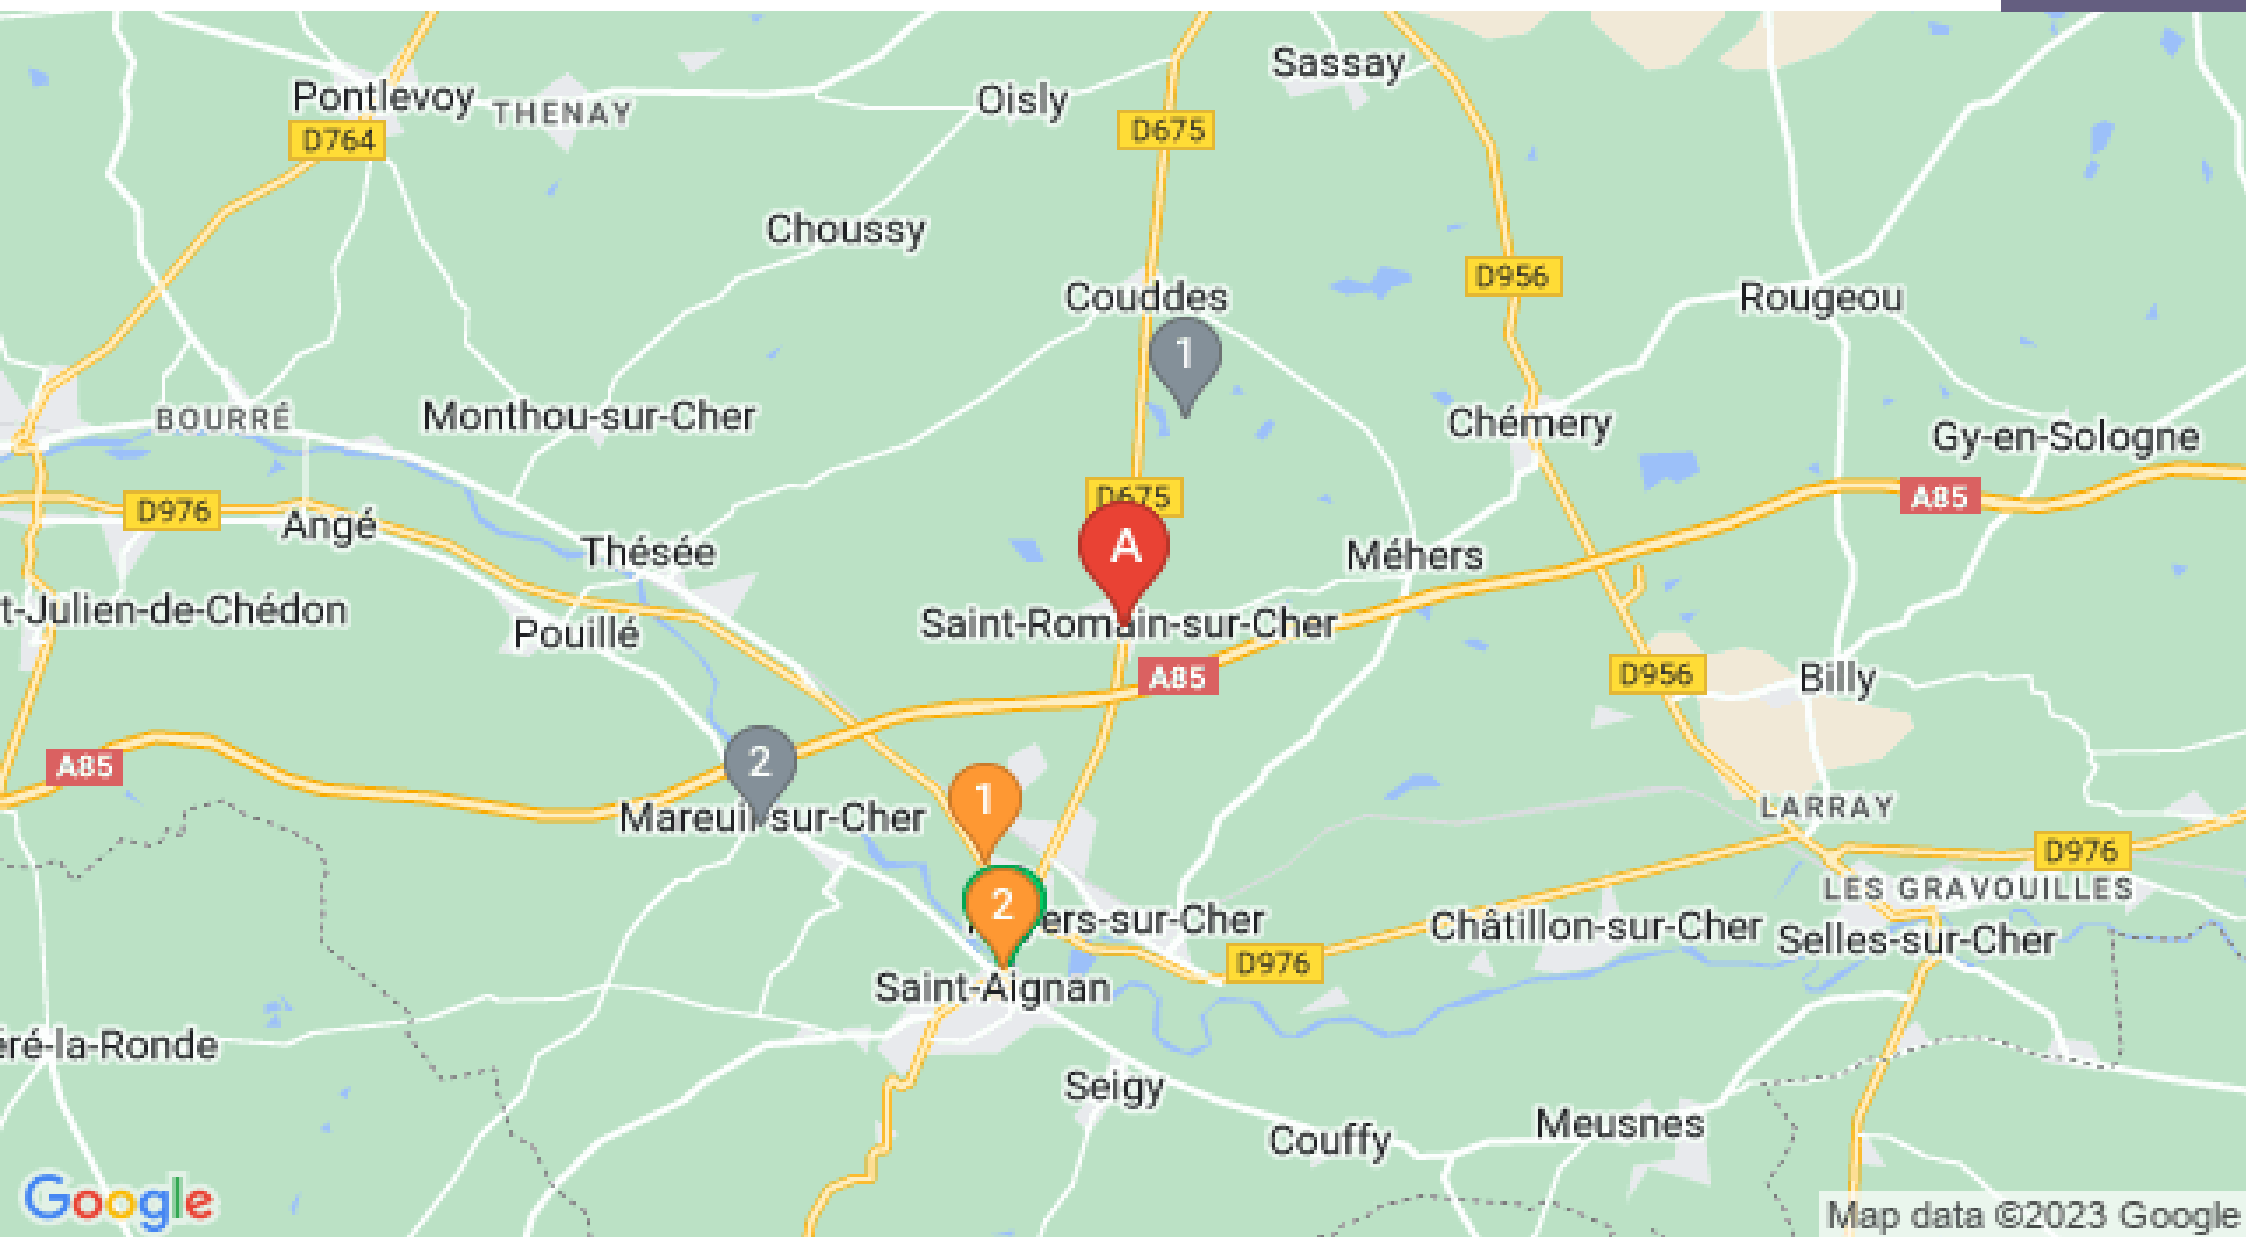 Sassay
Pontlevoy
THENAY
Oisly
D675
D764
Choussy
Couddes
D956
Rougeou
1
BOURRÉ
Monthou-sur-Cher
Chémery
Gy-en-Sologne
D976
D675
A85
Angé
A
Thésée
Méhers
t-Julien-de-Chédon
Pouillé
Saint-Romain-sur-Cher
A85
D956
Billy
A85
2
1
Mareuil-sur-Cher
LARRAY
D976
2
ers-sur-Cher
LES GRAVOUILLES
Châtillon-sur-Cher
Selles-sur-Cher
D976
Saint-Aignan
éré-la-Ronde
Seigy
Couffy
Meusnes
Google
Map data ©2023 Google